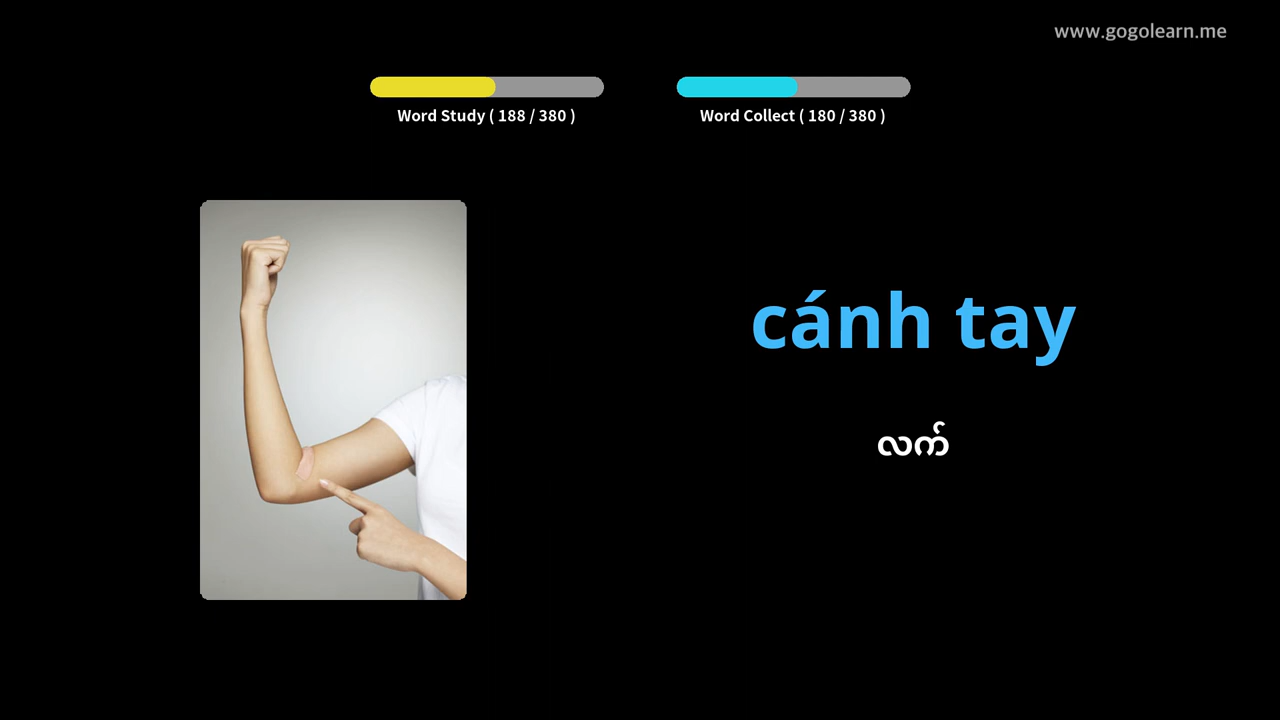 www.gogolearn.me
Word Study ( 188 / 380 )
Word Collect ( 180 / 380 )
cánh tay
လက်